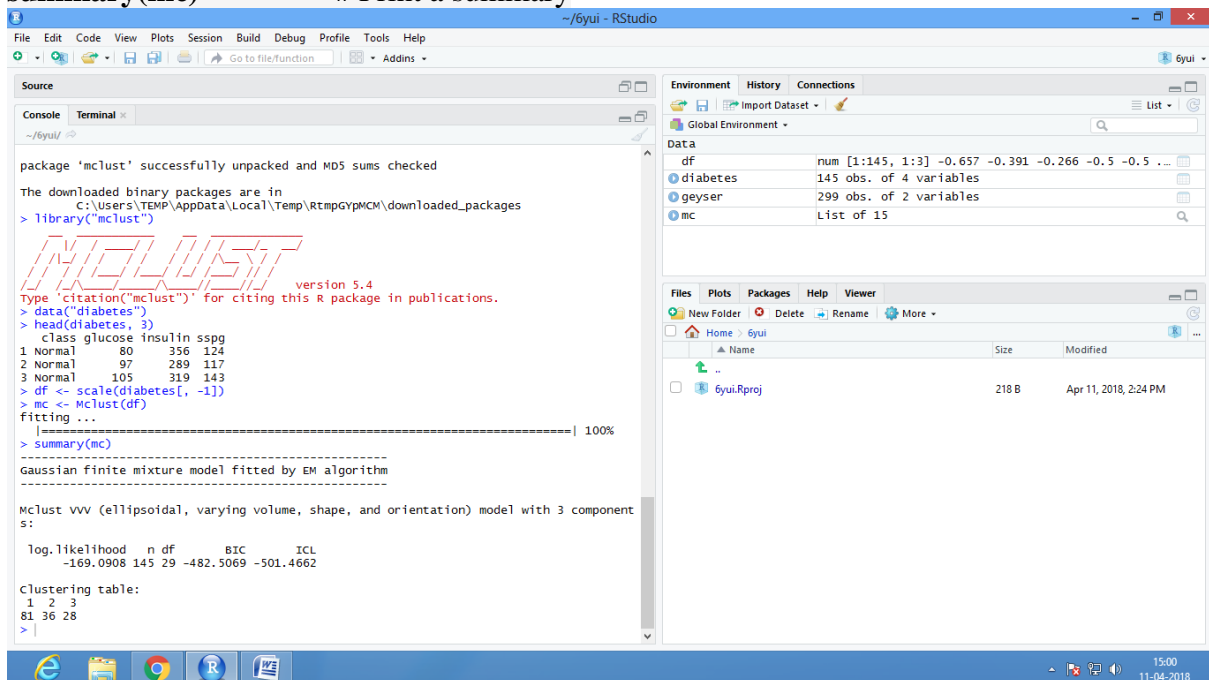 summary(mc) # Print a summary
~/6yui - RStudio
File Edit Code View Plots Session Build Debug Profile Tools Help
Go to file/function Addins 6yui
Source
Console Terminal
~/6yui/
package ‘mclust’ successfully unpacked and MD5 sums checked
The downloaded binary packages are in
C:\Users\TEMP\AppData\Local\Temp\RtmpGYpMCM\downloaded_packages
> library("mclust")
MCLUST
version 5.4
Type 'citation("mclust")' for citing this R package in publications.
> data("diabetes")
> head(diabetes, 3)
class glucose insulin sspg
1 Normal 80 356 124
2 Normal 97 289 117
3 Normal 105 319 143
> df <- scale(diabetes[, -1])
> mc <- Mclust(df)
fitting ...
|===========================================================================| 100%
> summary(mc)
----------------------------------------------------
Gaussian finite mixture model fitted by EM algorithm
----------------------------------------------------
Mclust VVV (ellipsoidal, varying volume, shape, and orientation) model with 3 component
s:
log.likelihood n df BIC ICL
-169.0908 145 29 -482.5069 -501.4662
Clustering table:
1 2 3
81 36 28
>
Environment History Connections
Import Dataset List
Global Environment
Data
df num [1:145, 1:3] -0.657 -0.391 -0.266 -0.5 -0.5 ...
diabetes 145 obs. of 4 variables
geyser 299 obs. of 2 variables
mc List of 15
Files Plots Packages Help Viewer
New Folder Delete Rename More
Home 6yui ...
Name Size Modified
..
6yui.Rproj 218 B Apr 11, 2018, 2:24 PM
15:00
11-04-2018